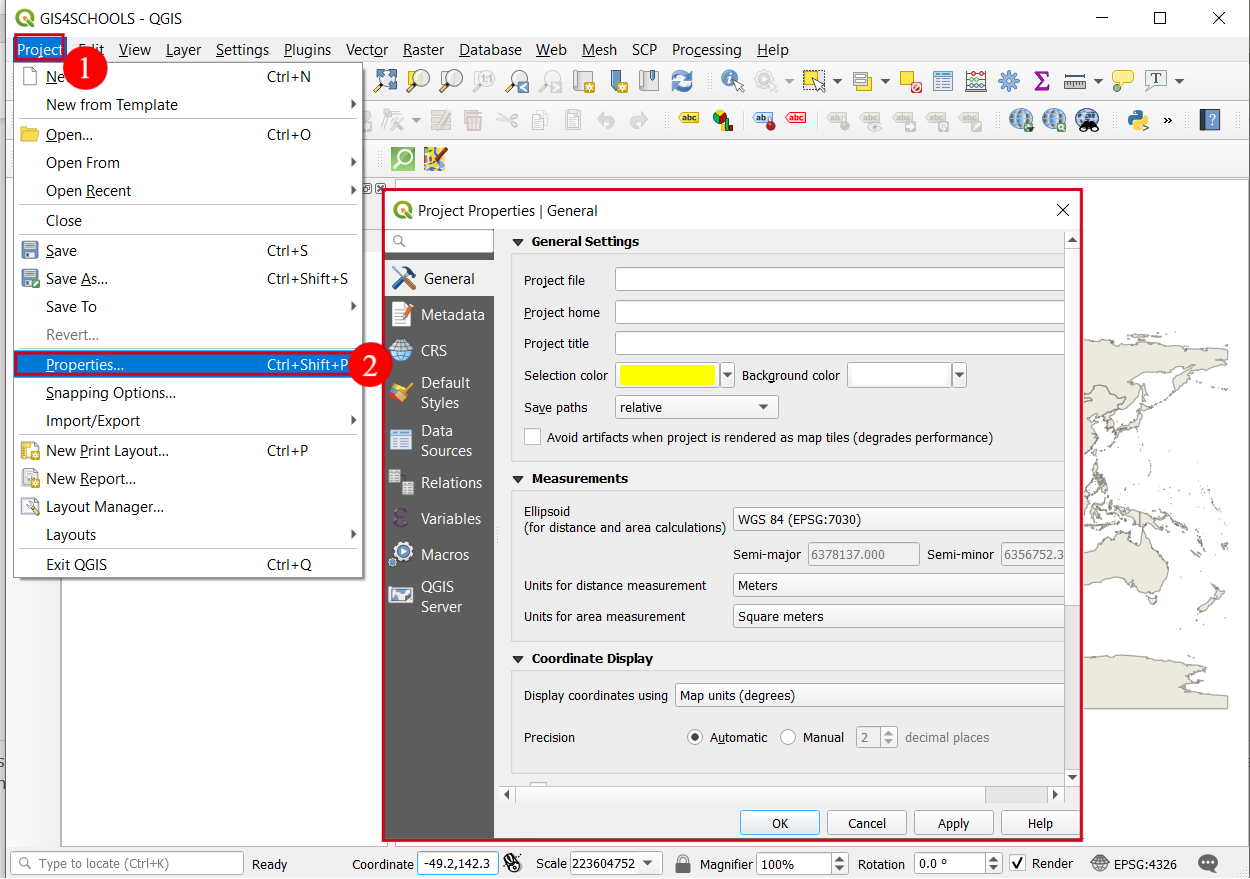 GIS4SCHOOLS - QGIS
Project Edit View Layer Settings Plugins Vector Raster Database Web Mesh SCP Processing Help
1
Ctrl+N
New from Template
Open... Ctrl+O
Open From
Open Recent
Close
Save Ctrl+S
Save As... Ctrl+Shift+S
Save To
Revert...
Properties... Ctrl+Shift+P
2
Snapping Options...
Import/Export
New Print Layout... Ctrl+P
New Report...
Layout Manager...
Layouts
Exit QGIS Ctrl+Q
Project Properties | General
General
Metadata
CRS
Default
Styles
Data
Sources
Relations
Variables
Macros
QGIS
Server
General Settings
Project file
Project home
Project title
Selection color Background color
Save paths relative
Avoid artifacts when project is rendered as map tiles (degrades performance)
Measurements
Ellipsoid
(for distance and area calculations) WGS 84 (EPSG:7030)
Semi-major 6378137.000 Semi-minor 6356752.3
Units for distance measurement Meters
Units for area measurement Square meters
Coordinate Display
Display coordinates using Map units (degrees)
Precision Automatic Manual 2 decimal places
OK Cancel Apply Help
Type to locate (Ctrl+K) Ready Coordinate -49.2,142.3 Scale 223604752 Magnifier 100% Rotation 0.0 ° Render EPSG:4326